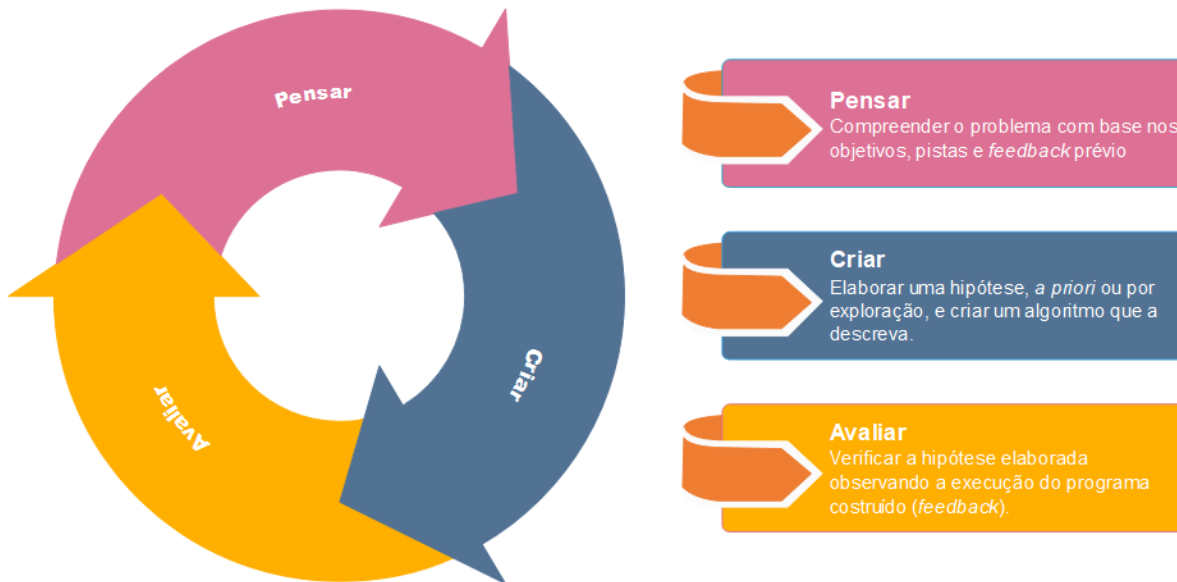 Pensar
Criar
Avaliar
Pensar
Compreender o problema com base nos
objetivos, pistas e feedback prévio
Criar
Elaborar uma hipótese, a priori ou por
exploração, e criar um algoritmo que a
descreva.
Avaliar
Verificar a hipótese elaborada
observando a execução do programa
costruído (feedback).